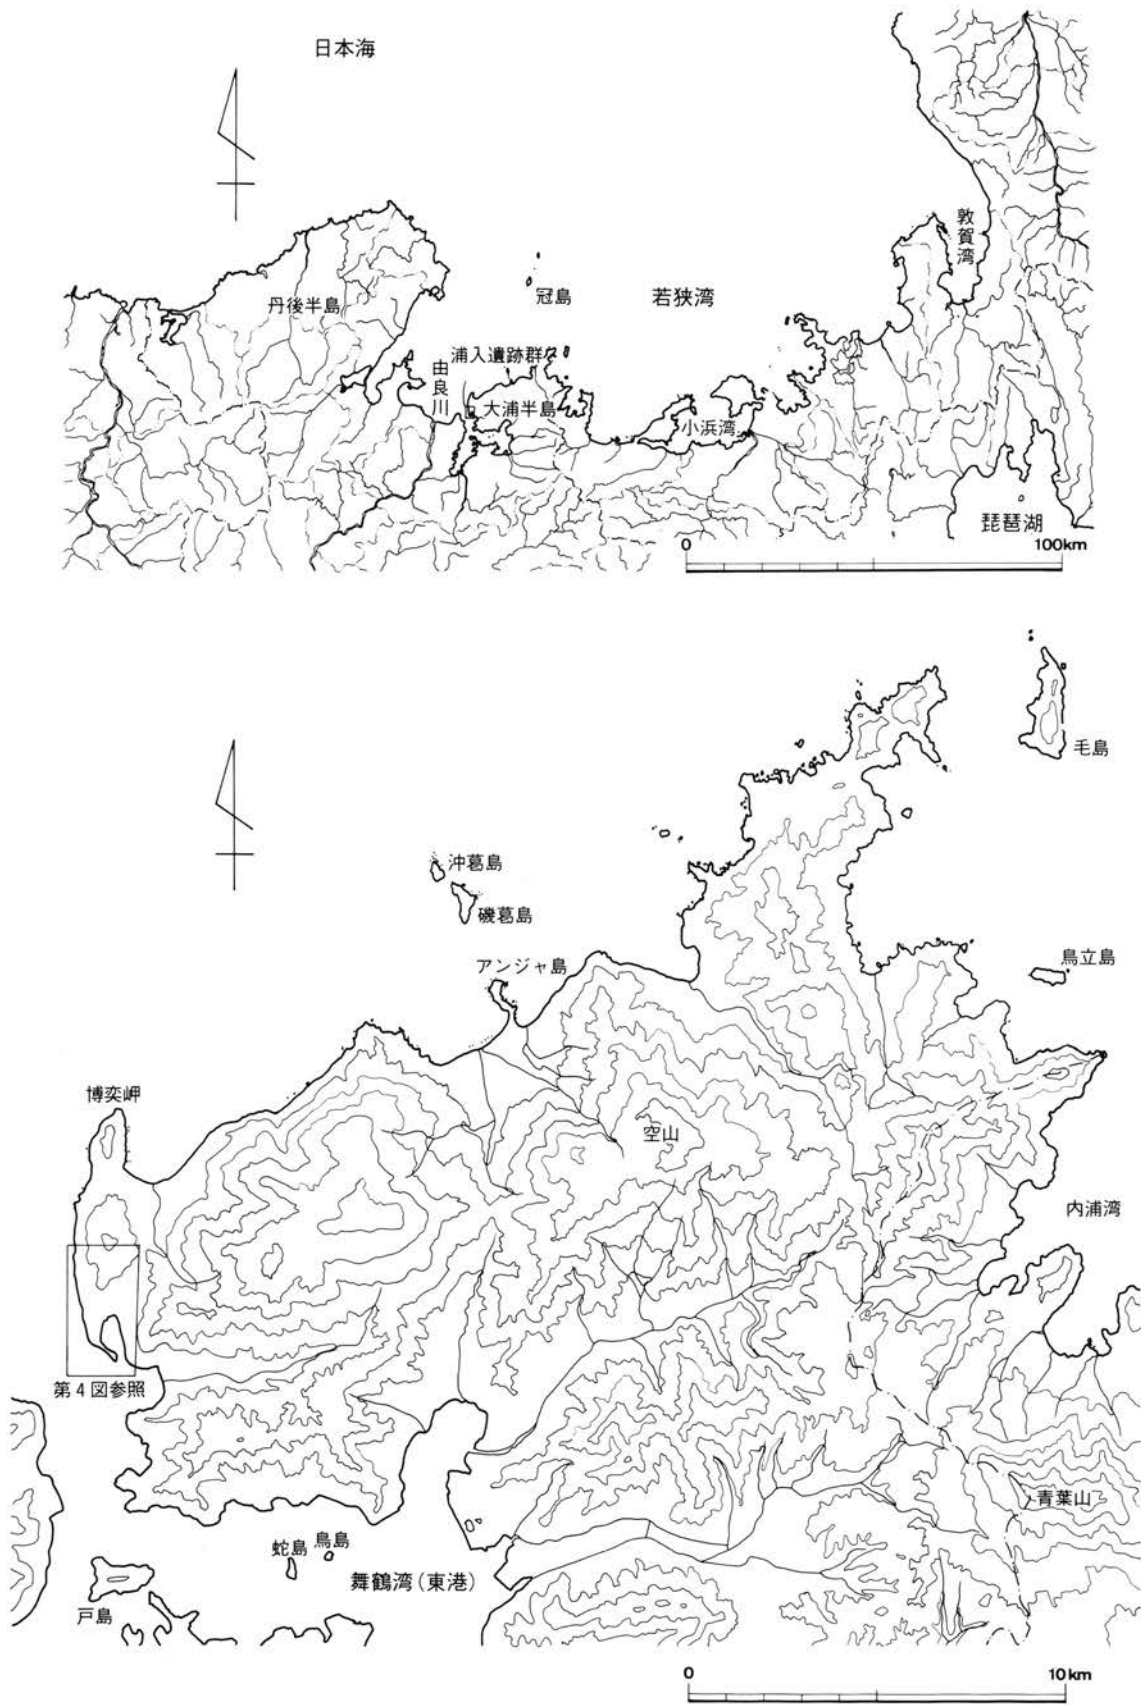 日本海
敦賀湾
冠島
若狭湾
丹後半島
浦入遺跡群
由良川
大浦半島
小浜湾
琵琶湖
0
100km
毛島
沖葛島
磯葛島
アンジャ島
鳥立島
博奕岬
空山
内浦湾
第4図参照
青葉山
蛇島
鳥島
舞鶴湾(東港)
戸島
0
10km